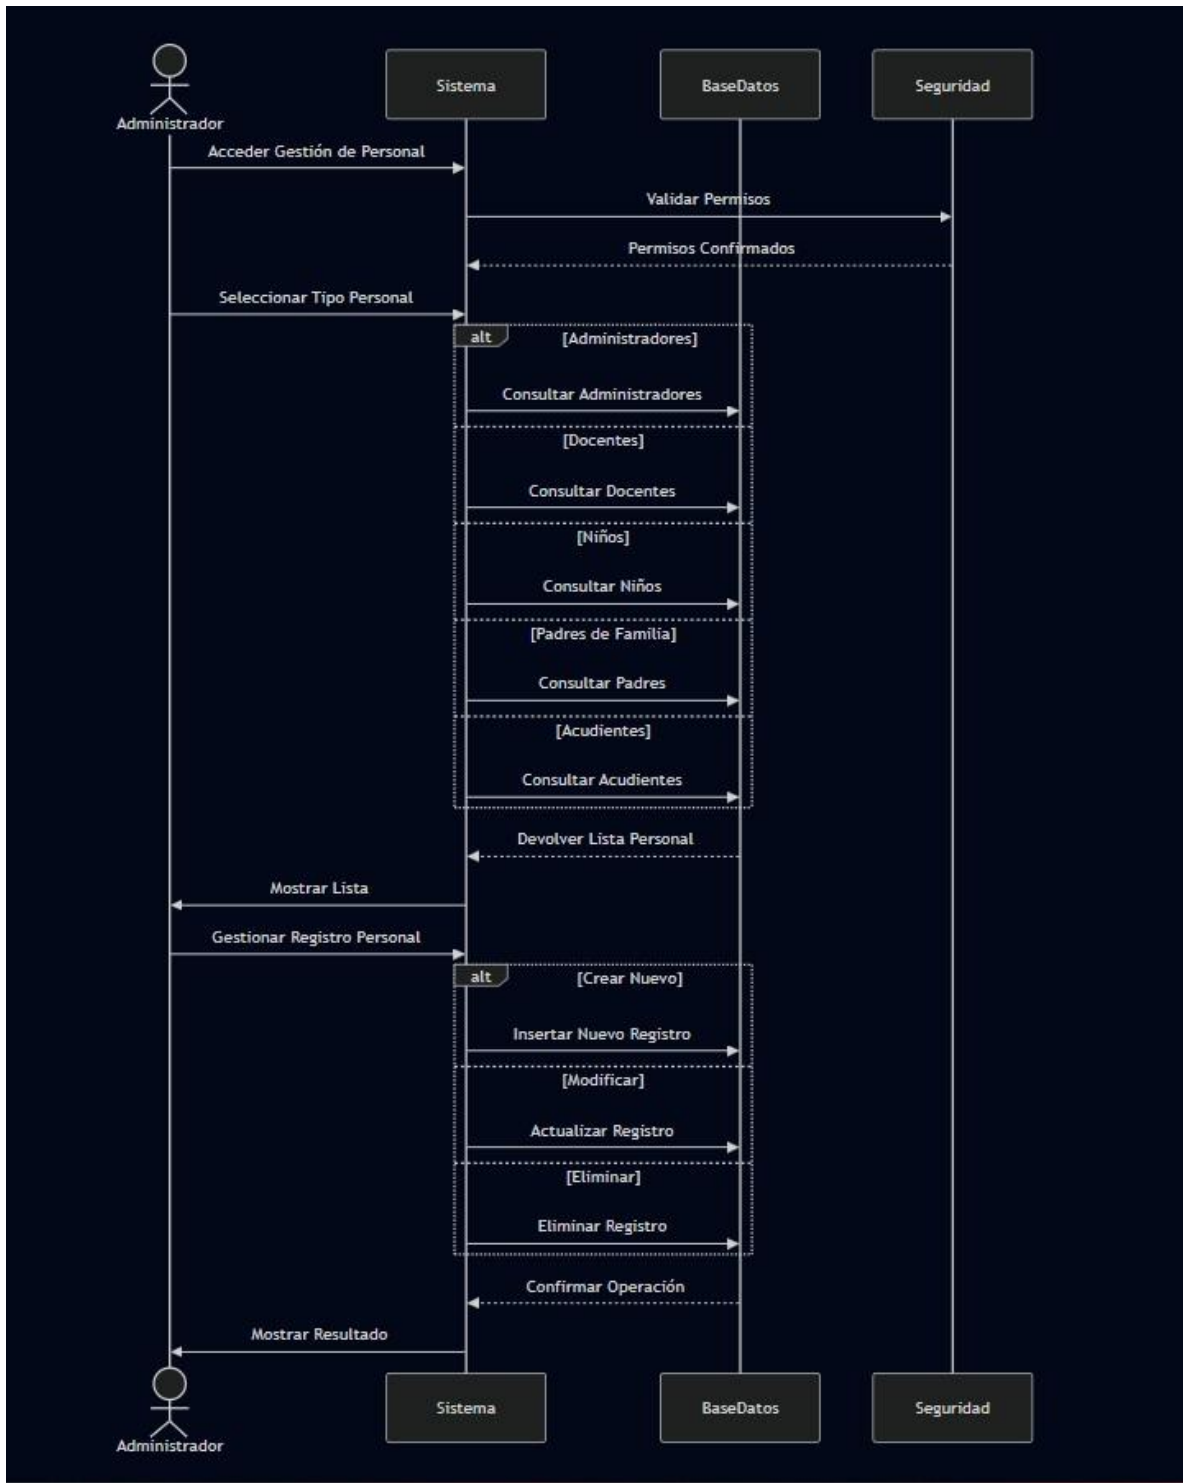 Administrador
Sistema
BaseDatos
Seguridad
Acceder Gestión de Personal
Validar Permisos
Permisos Confirmados
Seleccionar Tipo Personal
alt
[Administradores]
Consultar Administradores
[Docentes]
Consultar Docentes
[Niños]
Consultar Niños
[Padres de Familia]
Consultar Padres
[Acudientes]
Consultar Acudientes
Devolver Lista Personal
Mostrar Lista
Gestionar Registro Personal
alt
[Crear Nuevo]
Insertar Nuevo Registro
[Modificar]
Actualizar Registro
[Eliminar]
Eliminar Registro
Confirmar Operación
Mostrar Resultado
Administrador
Sistema
BaseDatos
Seguridad